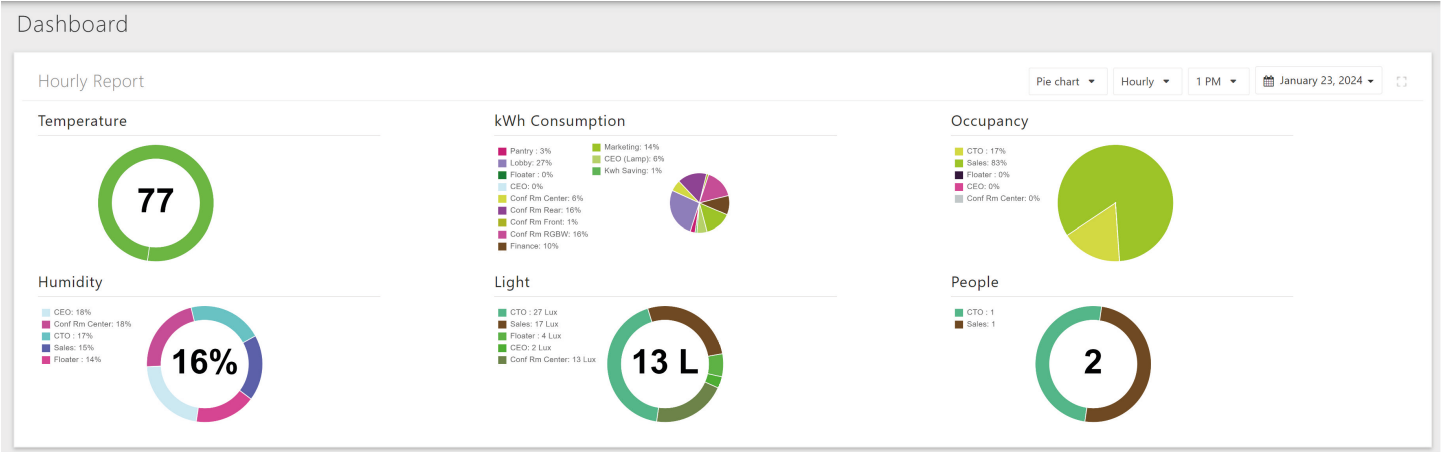 Dashboard
Hourly Report
Pie chart
Hourly
1 PM
January 23, 2024
Temperature
77
kWh Consumption
Pantry : 3%
Lobby: 27%
Floater : 0%
CEO: 0%
Conf Rm Center: 6%
Conf Rm Rear: 16%
Conf Rm Front: 1%
Conf Rm RGBW: 16%
Finance: 10%
Marketing: 14%
CEO (Lamp): 6%
Kwh Saving: 1%
Occupancy
CTO : 17%
Sales: 83%
Floater : 0%
CEO: 0%
Conf Rm Center: 0%
Humidity
CEO: 18%
Conf Rm Center: 18%
CTO : 17%
Sales: 15%
Floater : 14%
16%
Light
CTO : 27 Lux
Sales: 17 Lux
Floater : 4 Lux
CEO: 2 Lux
Conf Rm Center: 13 Lux
13 L
People
CTO : 1
Sales: 1
2